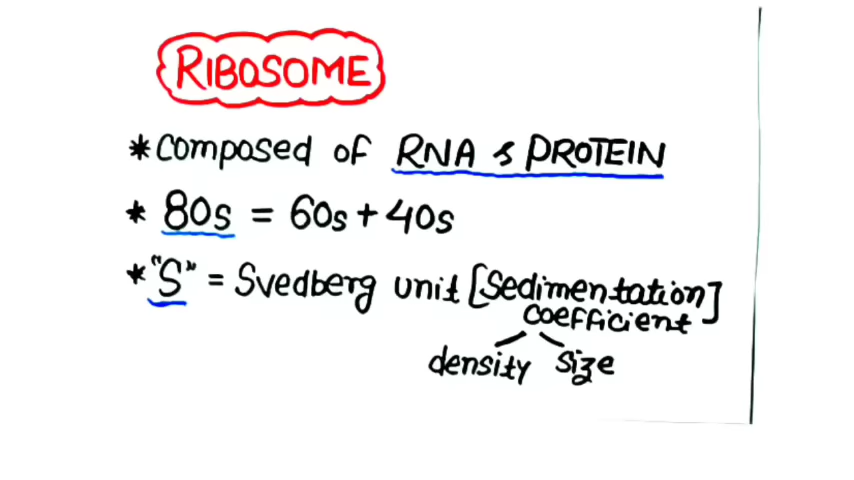 RIBOSOME
* Composed of RNA & PROTEIN
* 80s = 60s + 40s
* "S" = Svedberg unit [Sedimentation
coefficient]
density size